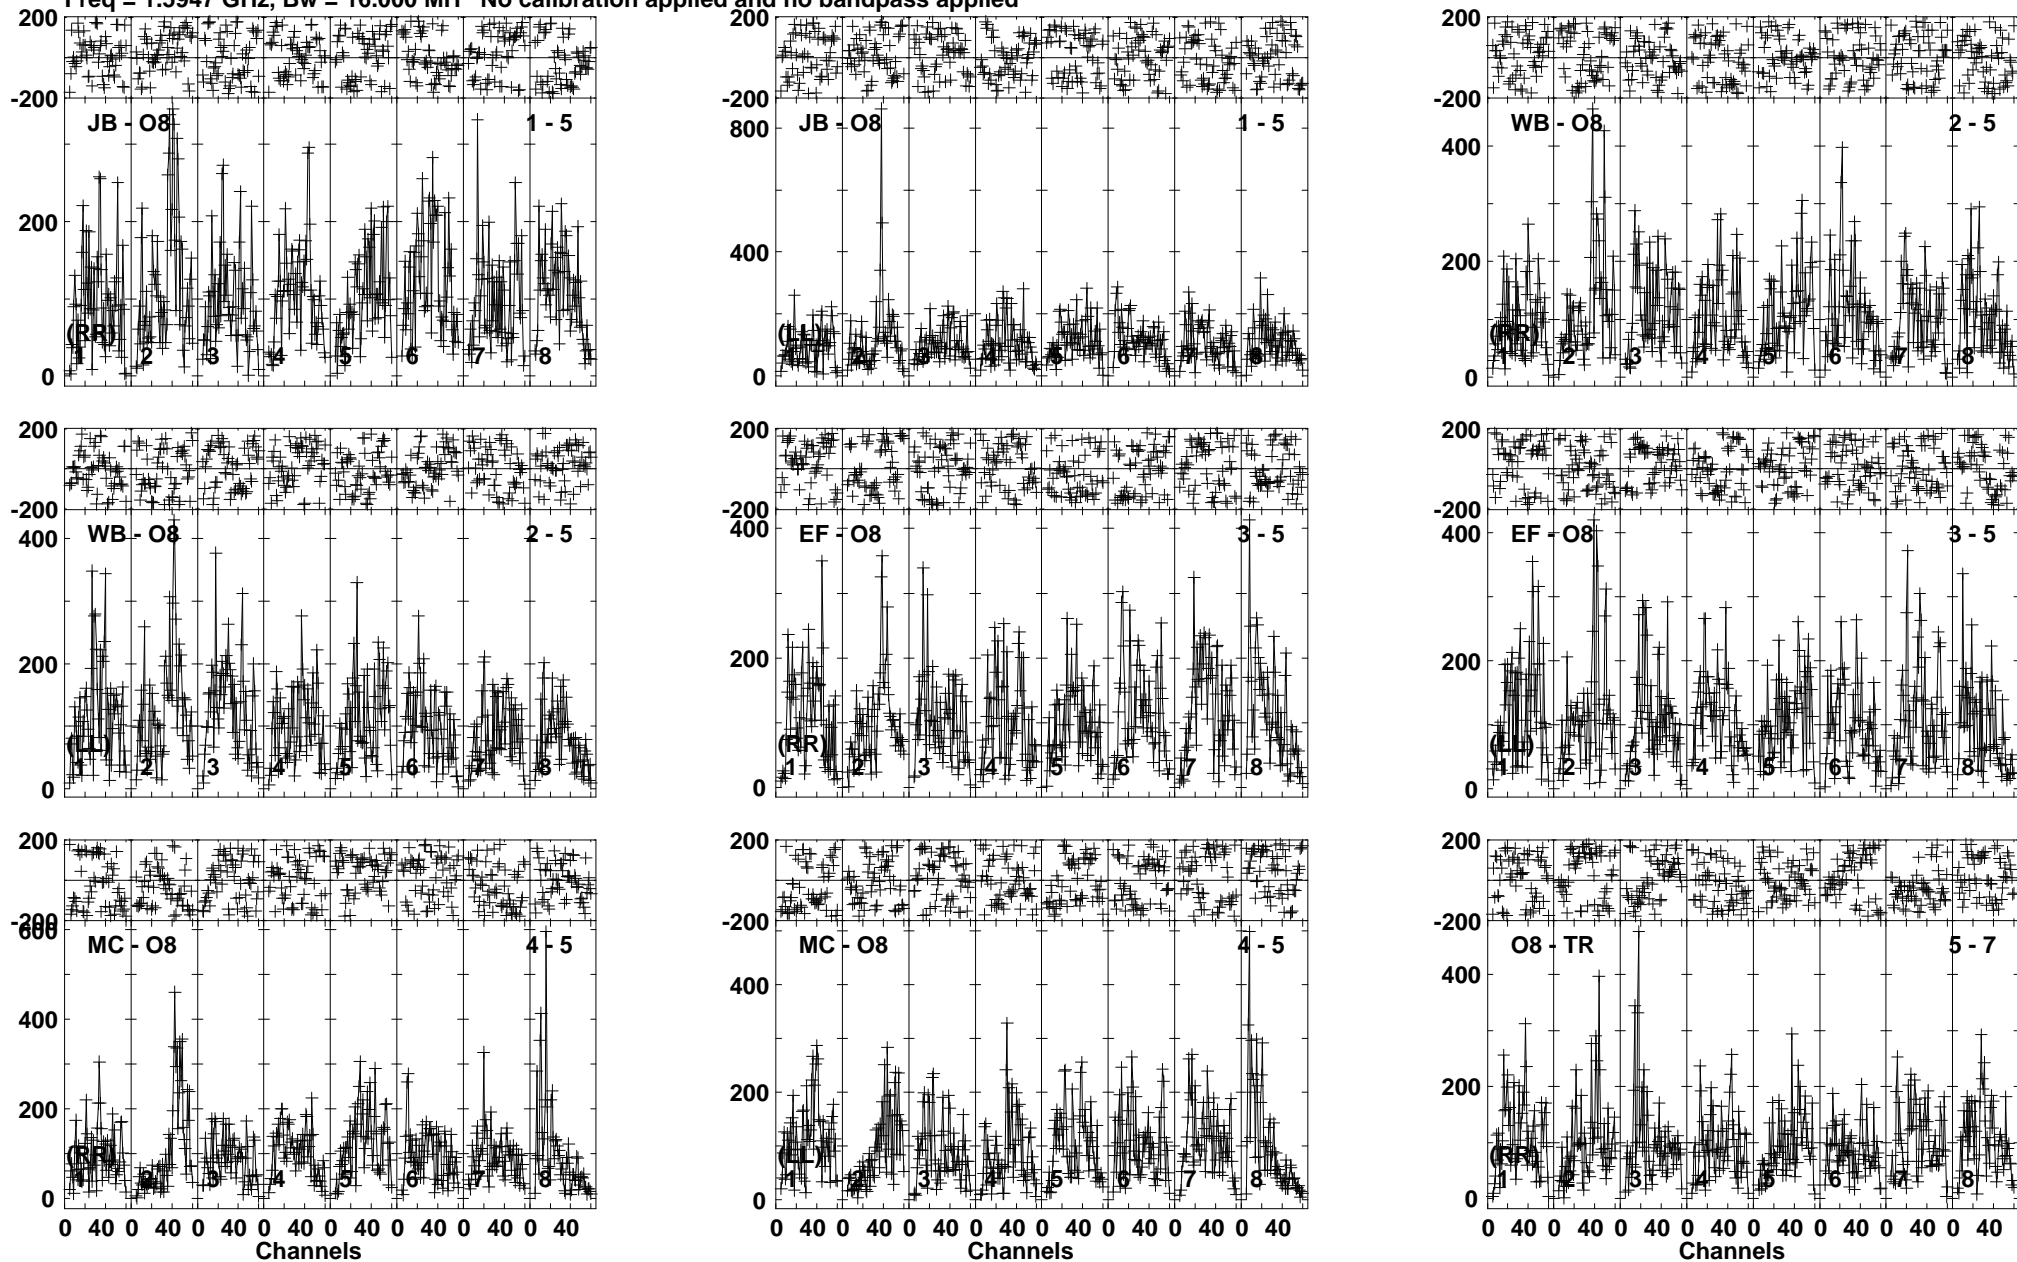 Freq = 1.5947 GHz, Bw = 16.000 MH No calibration applied and no bandpass applied
200 200 200
-200 -200 -200
JB - O8 1 - 5 JB - O8 1 - 5 WB - O8 2 - 5
200 0
800 400 0
400 200 0
(RR) (LL) (RR)
1 2 3 4 5 6 7 8 1 2 3 4 5 6 7 8 1 2 3 4 5 6 7 8
200 200 200
-200 -200 -200
WB - O8 2 - 5 EF - O8 3 - 5 EF - O8 3 - 5
400 200 0
400 200 0
400 200 0
(LL) (RR) (LL)
1 2 3 4 5 6 7 8 1 2 3 4 5 6 7 8 1 2 3 4 5 6 7 8
200 200 200
-200 -200 -200
MC - O8 4 - 5 MC - O8 4 - 5 O8 - TR 5 - 7
600 400 200 0
400 200 0
400 200 0
(RR) (LL) (RR)
1 2 3 4 5 6 7 8 1 2 3 4 5 6 7 8 1 2 3 4 5 6 7 8
0 40 0 40 0 40 0 40 0 40 0 40 0 40 0 40 0 40 0 40 0 40 0 40 0 40 0 40 0 40 0 40 0 40 0 40 0 40 0 40 0 40 0 40 0 40 0 40
Channels Channels Channels